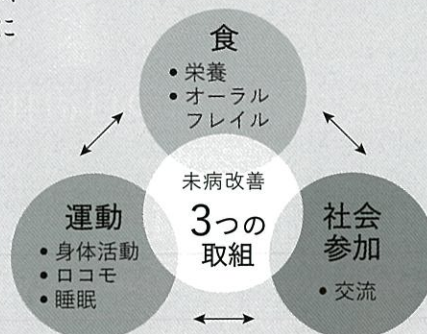 に
食
• 栄養
• オーラル
フレイル
未病改善
3つの
取組
運動
• 身体活動
• ロコモ
• 睡眠
社会
参加
• 交流